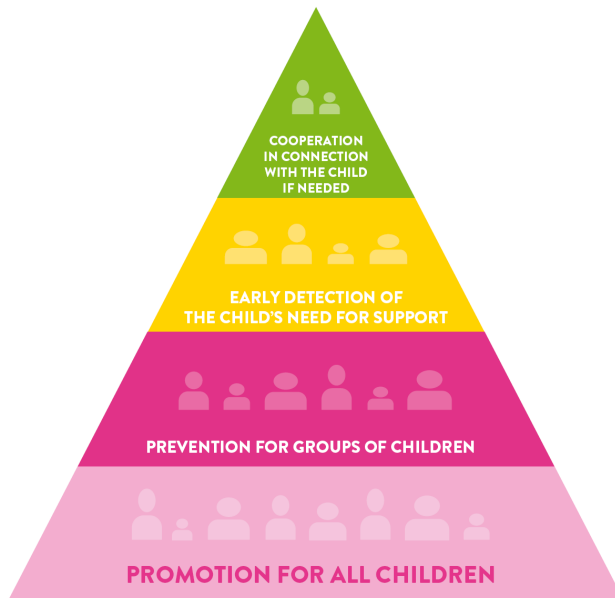 COOPERATION
IN CONNECTION
WITH THE CHILD
IF NEEDED
EARLY DETECTION OF
THE CHILD'S NEED FOR SUPPORT
PREVENTION FOR GROUPS OF CHILDREN
PROMOTION FOR ALL CHILDREN